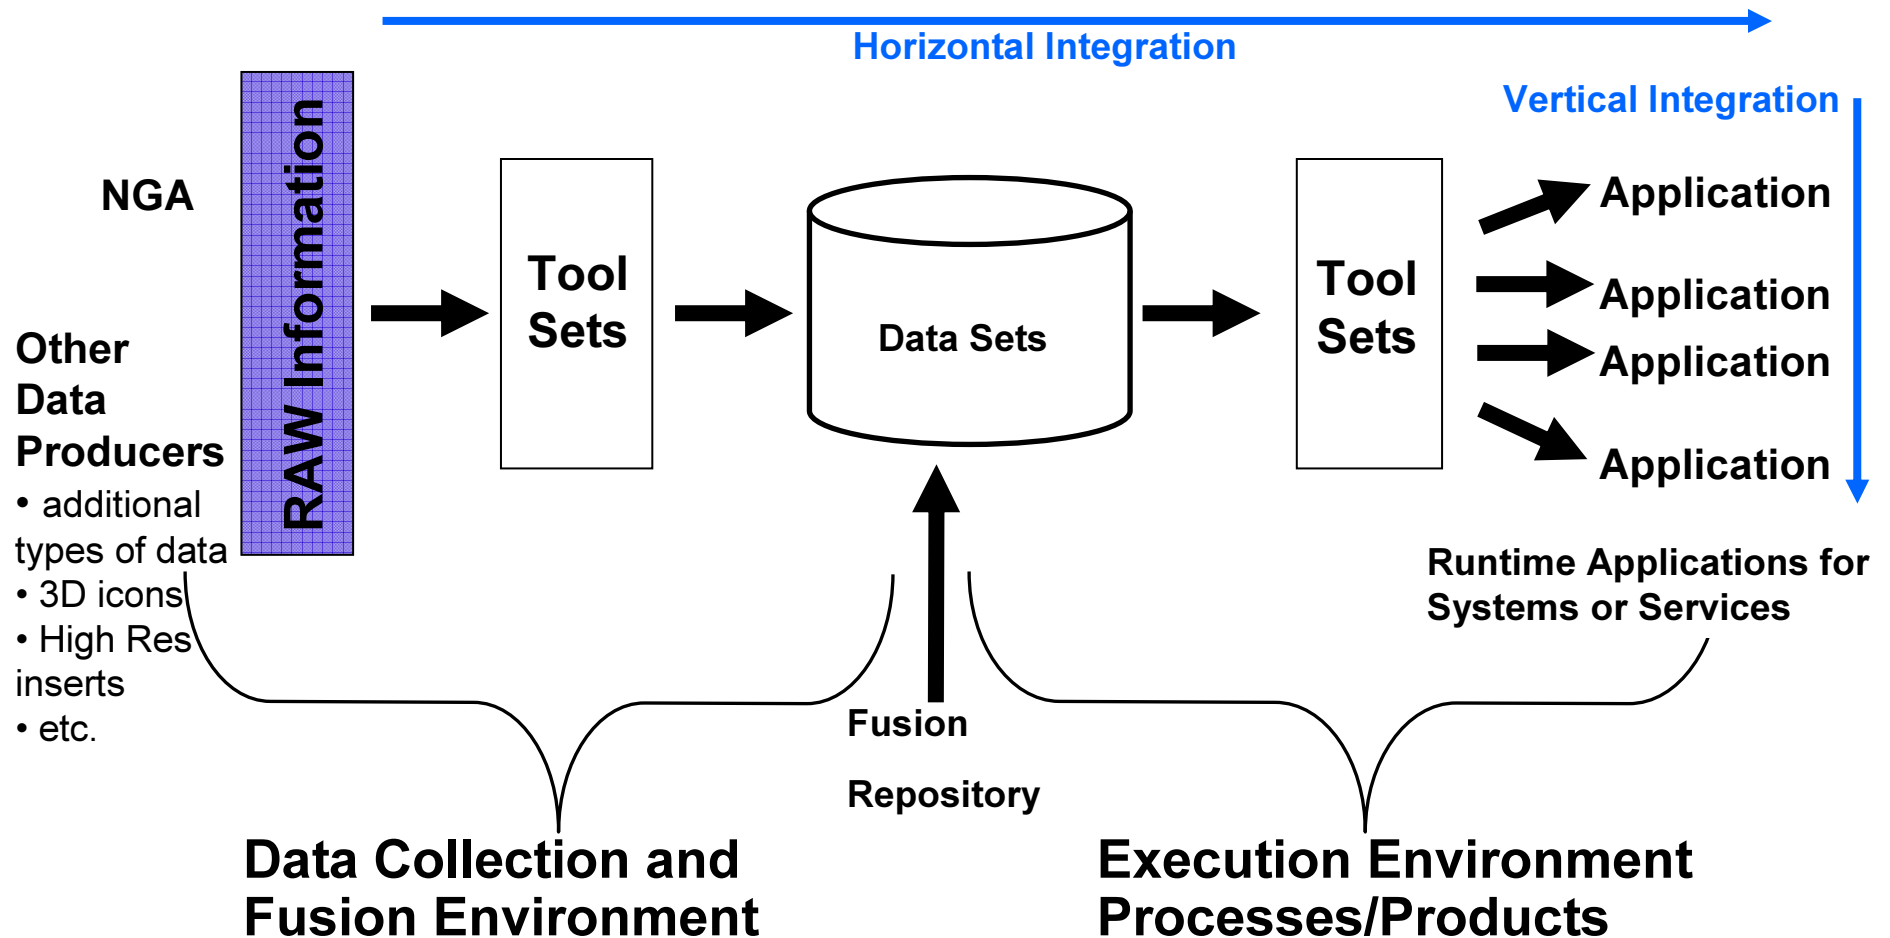 Horizontal Integration
Vertical Integration
NGA
RAW Information
Other
Data
Producers
• additional
types of data
• 3D icons
• High Res
inserts
• etc.
Tool
Sets
Data Sets
Tool
Sets
Application
Application
Application
Application
Runtime Applications for
Systems or Services
Fusion
Repository
Data Collection and
Fusion Environment
Execution Environment
Processes/Products